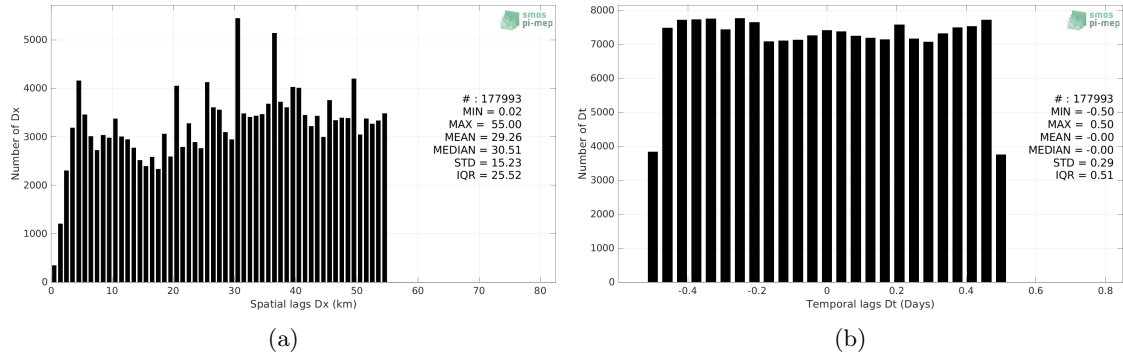 smos
pi-mep
5000
4000
3000
2000
1000
0
Number of Dx
# : 177993
MIN = 0.02
MAX = 55.00
MEAN = 29.26
MEDIAN = 30.51
STD = 15.23
IQR = 25.52
0 10 20 30 40 50 60 70 80
Spatial lags Dx (km)
(a)
smos
pi-mep
8000
7000
6000
5000
4000
3000
2000
1000
0
Number of Dt
# : 177993
MIN = -0.50
MAX = 0.50
MEAN = -0.00
MEDIAN = -0.00
STD = 0.29
IQR = 0.51
-0.4 -0.2 0 0.2 0.4 0.6 0.8
Temporal lags Dt (Days)
(b)